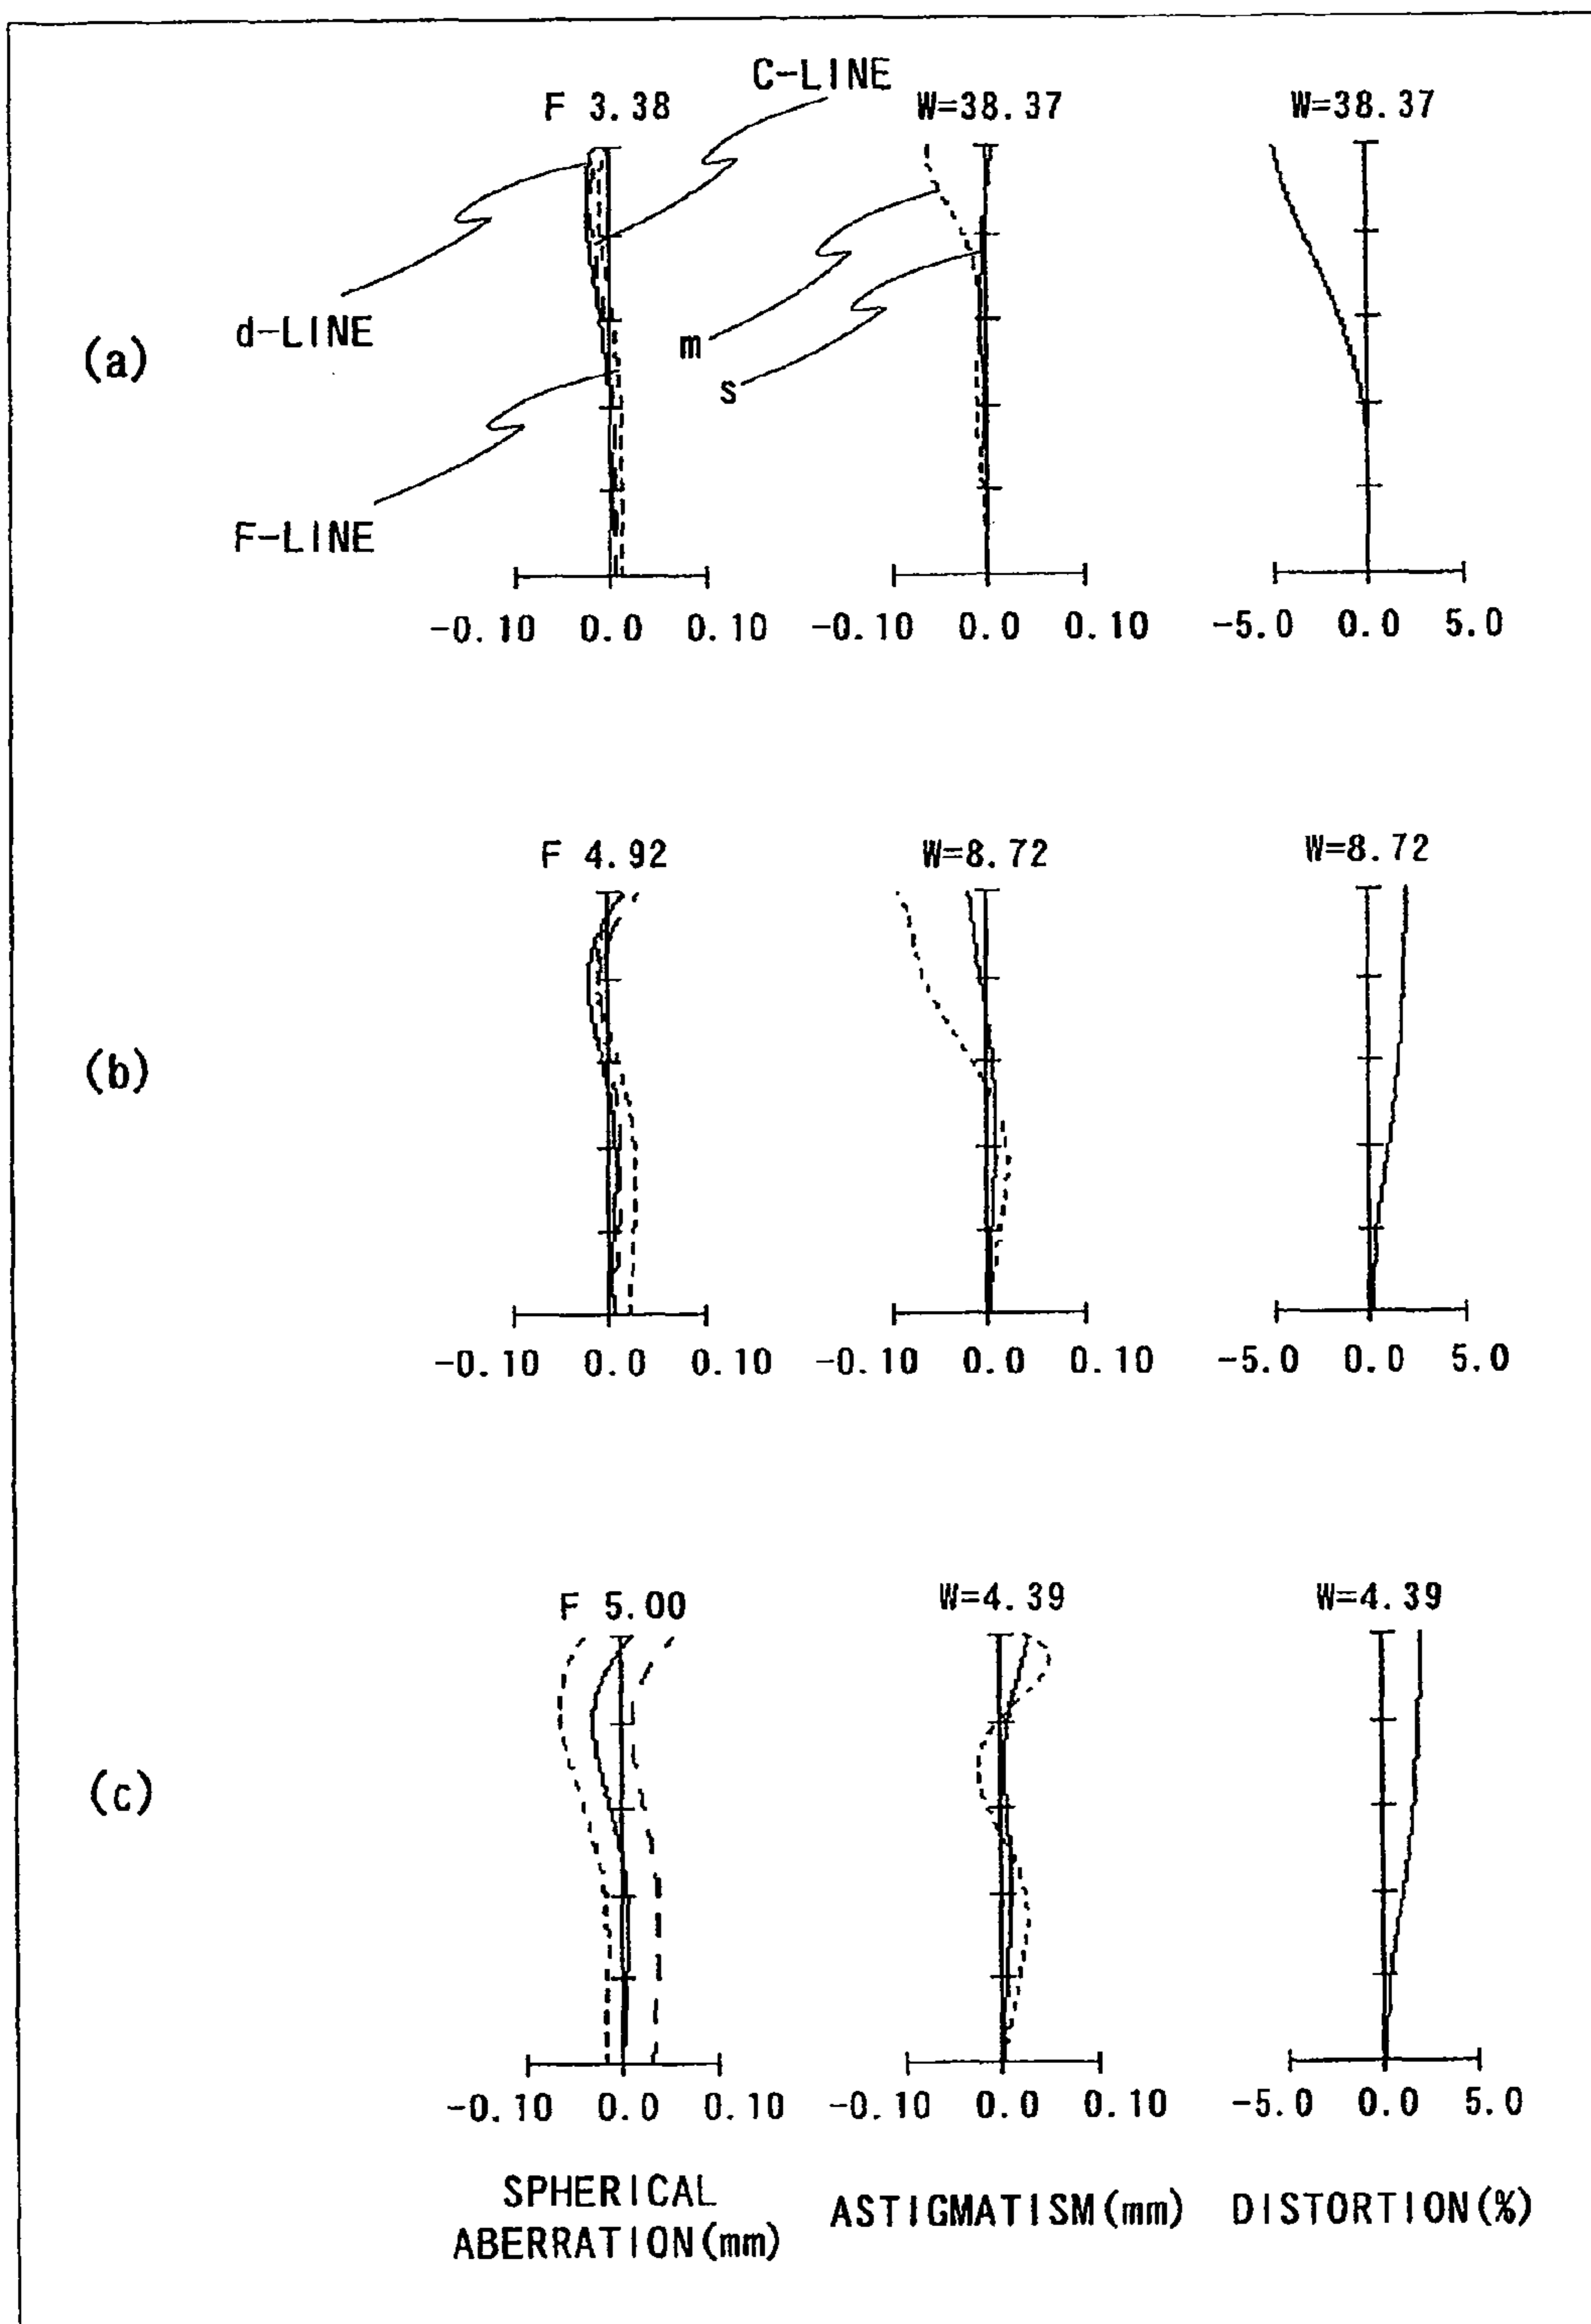 C-LINE
F 3.38 W=38.37 W=38.37
d-LINE
m
(a)
s
F-LINE
-0.10 0.0 0.10 -0.10 0.0 0.10 -5.0 0.0 5.0
F 4.92 W=8.72 W=8.72
(b)
-0.10 0.0 0.10 -0.10 0.0 0.10 -5.0 0.0 5.0
F 5.00 W=4.39 W=4.39
(c)
-0.10 0.0 0.10 -0.10 0.0 0.10 -5.0 0.0 5.0
SPHERICAL
ABERRATION(mm) ASTIGMATISM(mm) DISTORTION(%)